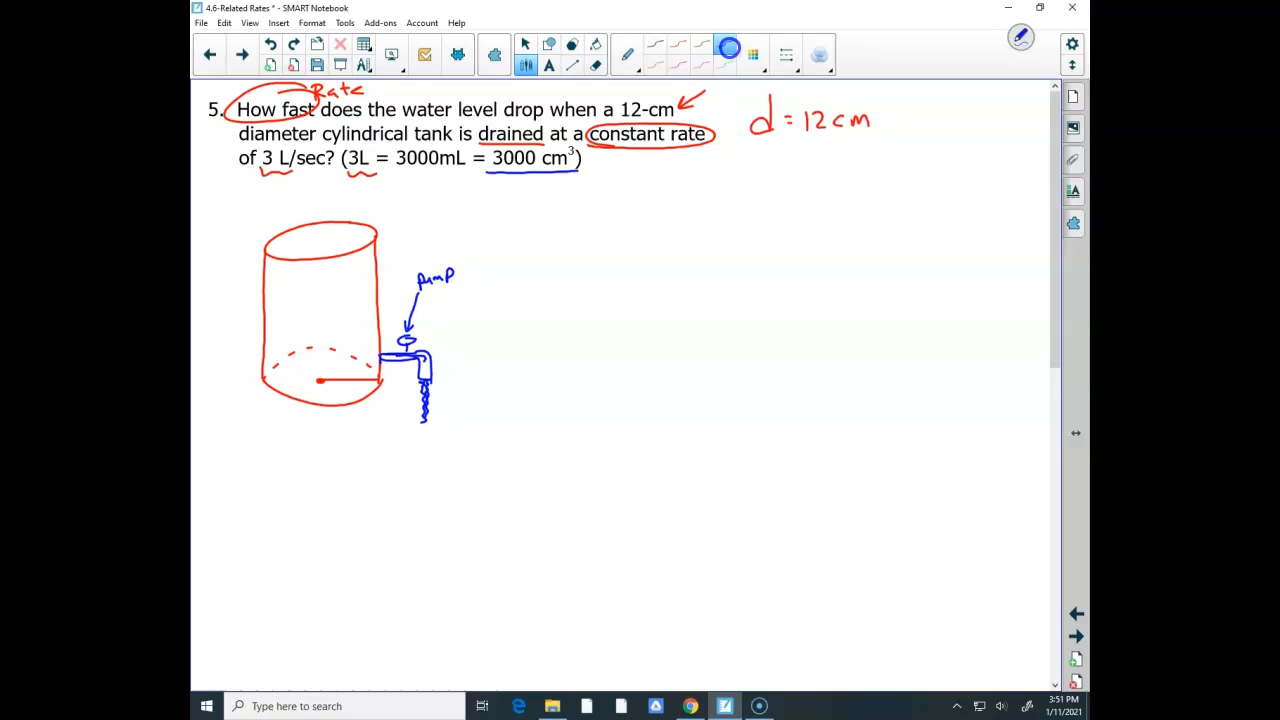 4.6-Related Rates * - SMART Notebook
File Edit View Insert Format Tools Add-ons Account Help
Rate
5. How fast does the water level drop when a 12-cm
diameter cylindrical tank is drained at a constant rate
of 3 L/sec? (3L = 3000mL = 3000 cm³)
d = 12 cm
pump
Type here to search
3:51 PM
1/11/2021